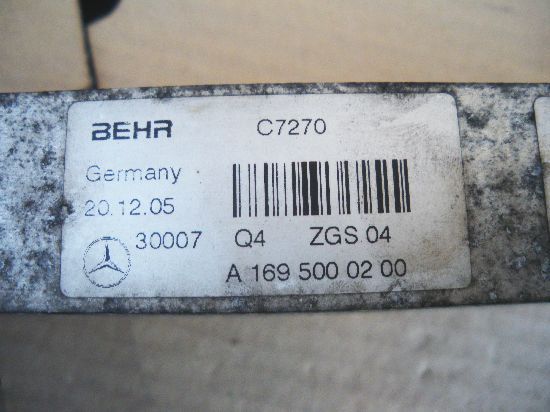 BEHR C7270
Germany
20.12.05
30007 Q4 ZGS 04
A 169 500 02 00